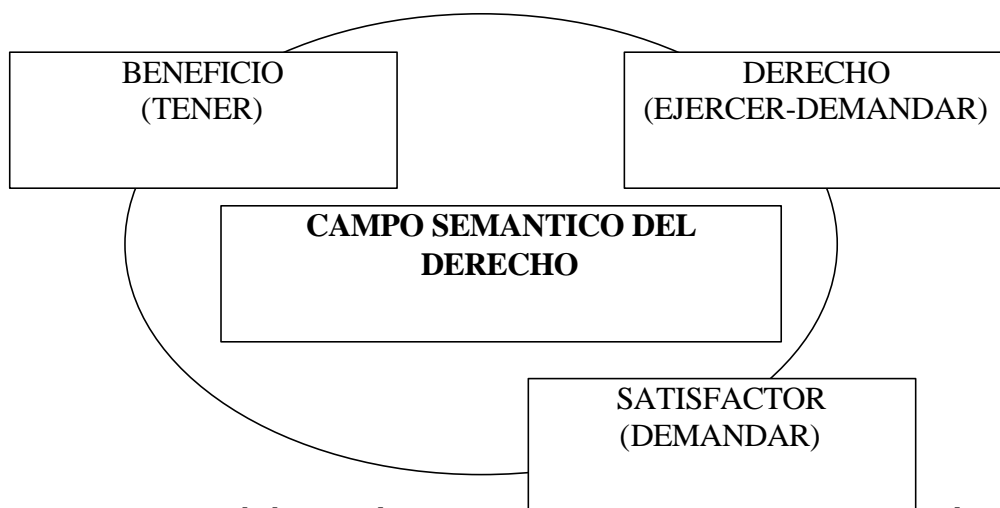 BENEFICIO
(TENER)
DERECHO
(EJERCER-DEMANDAR)
CAMPO SEMANTICO DEL
DERECHO
SATISFACTOR
(DEMANDAR)